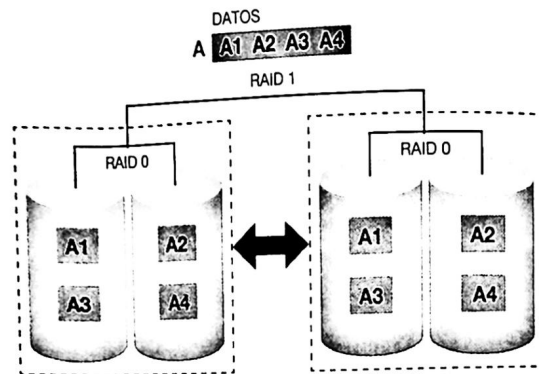 DATOS
A A1 A2 A3 A4
RAID 1
RAID 0 RAID 0
A1 A2 A1 A2
A3 A4 A3 A4